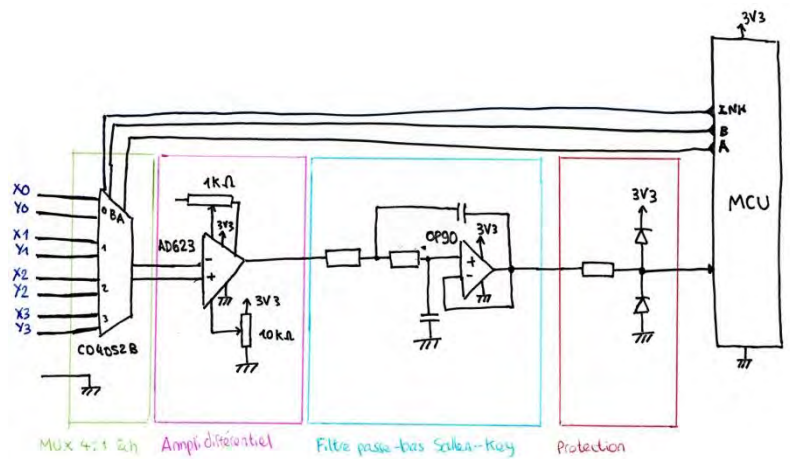 3V3
INH
B
A
MCU
X0
Y0
X1
Y1
X2
Y2
X3
Y3
0
BA
1
2
3
CD4052B
1kΩ
3V3
AD623
-
+
3V3
10kΩ
OP90
3V3
+
-
3V3
MUX 4:1
Ampli différentiel
Filtre passe-bas Sallen-Key
Protection